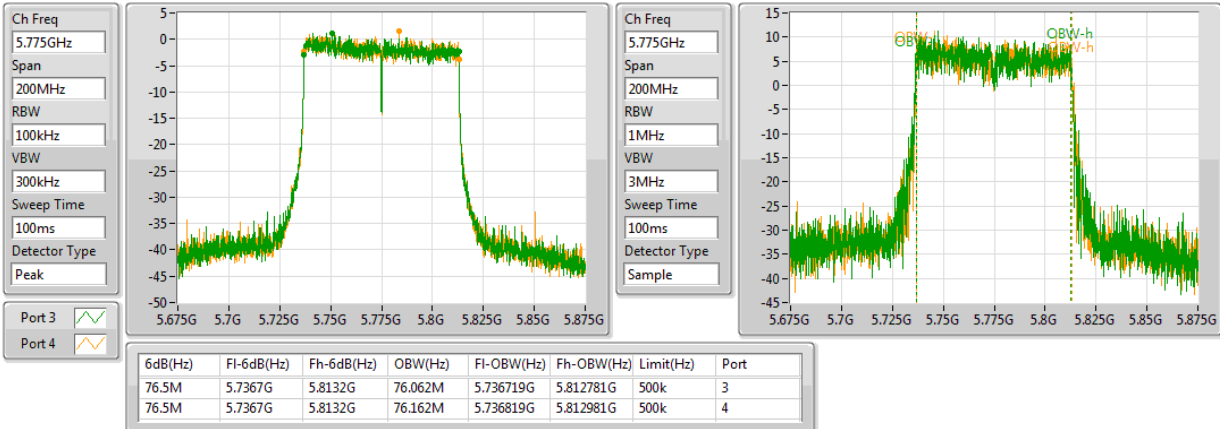 Ch Freq
5.775GHz
Span
200MHz
RBW
100kHz
VBW
300kHz
Sweep Time
100ms
Detector Type
Peak
Port 3
Port 4
5-
0-
-5-
-10-
-15-
-20-
-25-
-30-
-35-
-40-
-45-
-50-
5.675G 5.7G 5.725G 5.75G 5.775G 5.8G 5.825G 5.85G 5.875G
Ch Freq
5.775GHz
Span
200MHz
RBW
1MHz
VBW
3MHz
Sweep Time
100ms
Detector Type
Sample
15-
10-
5-
0-
-5-
-10-
-15-
-20-
-25-
-30-
-35-
-40-
-45-
OBW-h
OBW-h
5.675G 5.7G 5.725G 5.75G 5.775G 5.8G 5.825G 5.85G 5.875G
6dB(Hz) Fl-6dB(Hz) Fh-6dB(Hz) OBW(Hz) Fl-OBW(Hz) Fh-OBW(Hz) Limit(Hz) Port
76.5M 5.7367G 5.8132G 76.062M 5.736719G 5.812781G 500k 3
76.5M 5.7367G 5.8132G 76.162M 5.736819G 5.812981G 500k 4